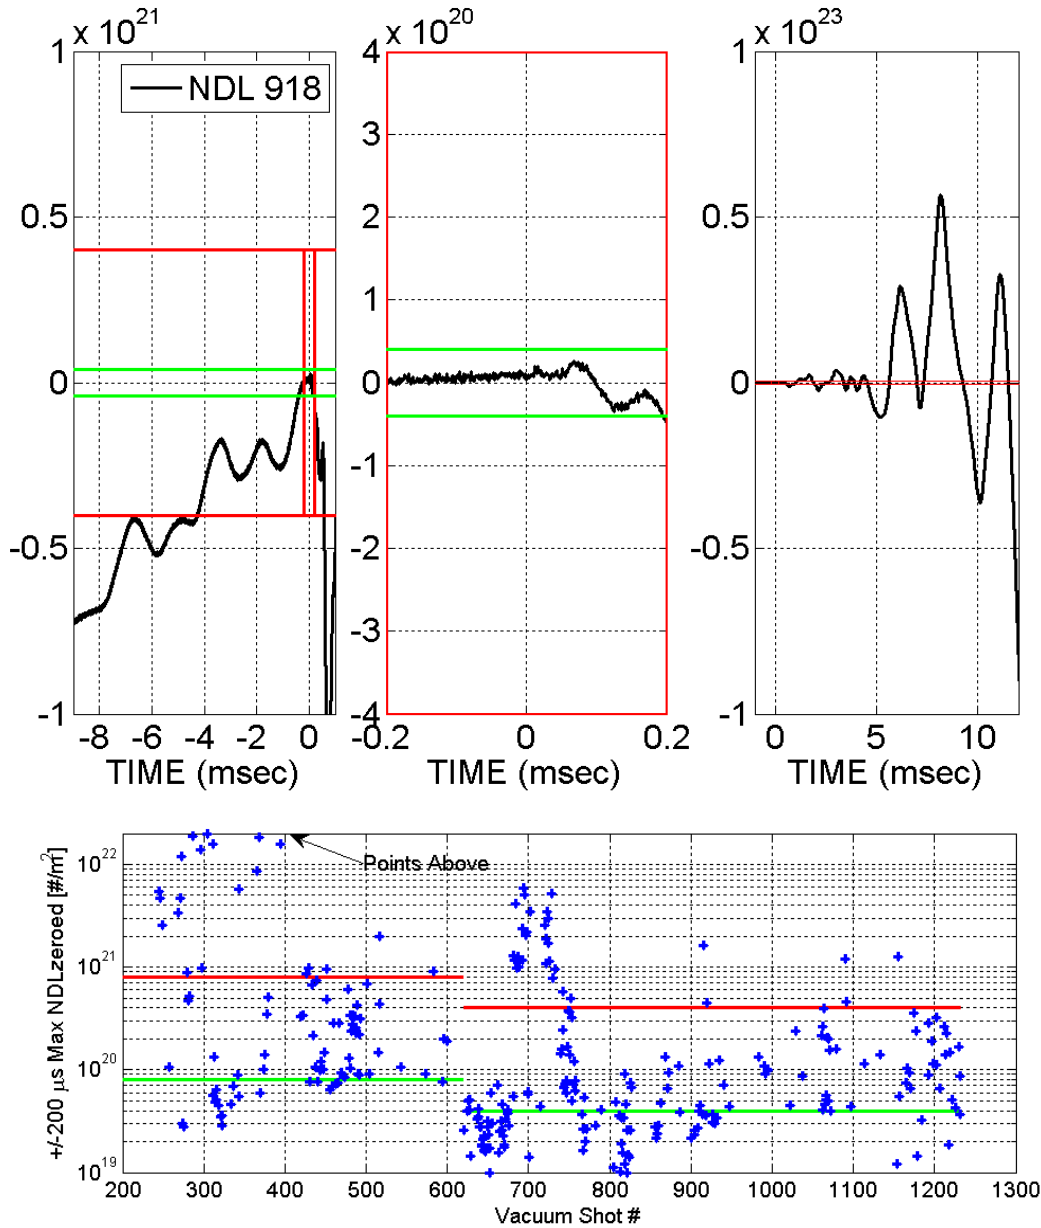 x 10^21
x 10^20
x 10^23
1
0.5
0
-0.5
-1
NDL 918
-8 -6 -4 -2 0
TIME (msec)
4
3
2
1
0
-1
-2
-3
-4
-0.2 0 0.2
TIME (msec)
1
0.5
0
-0.5
-1
0 5 10
TIME (msec)
+/-200 μs Max NDLzeroed [#/m²]
10^22
10^21
10^20
10^19
Points Above
200 300 400 500 600 700 800 900 1000 1100 1200 1300
Vacuum Shot #